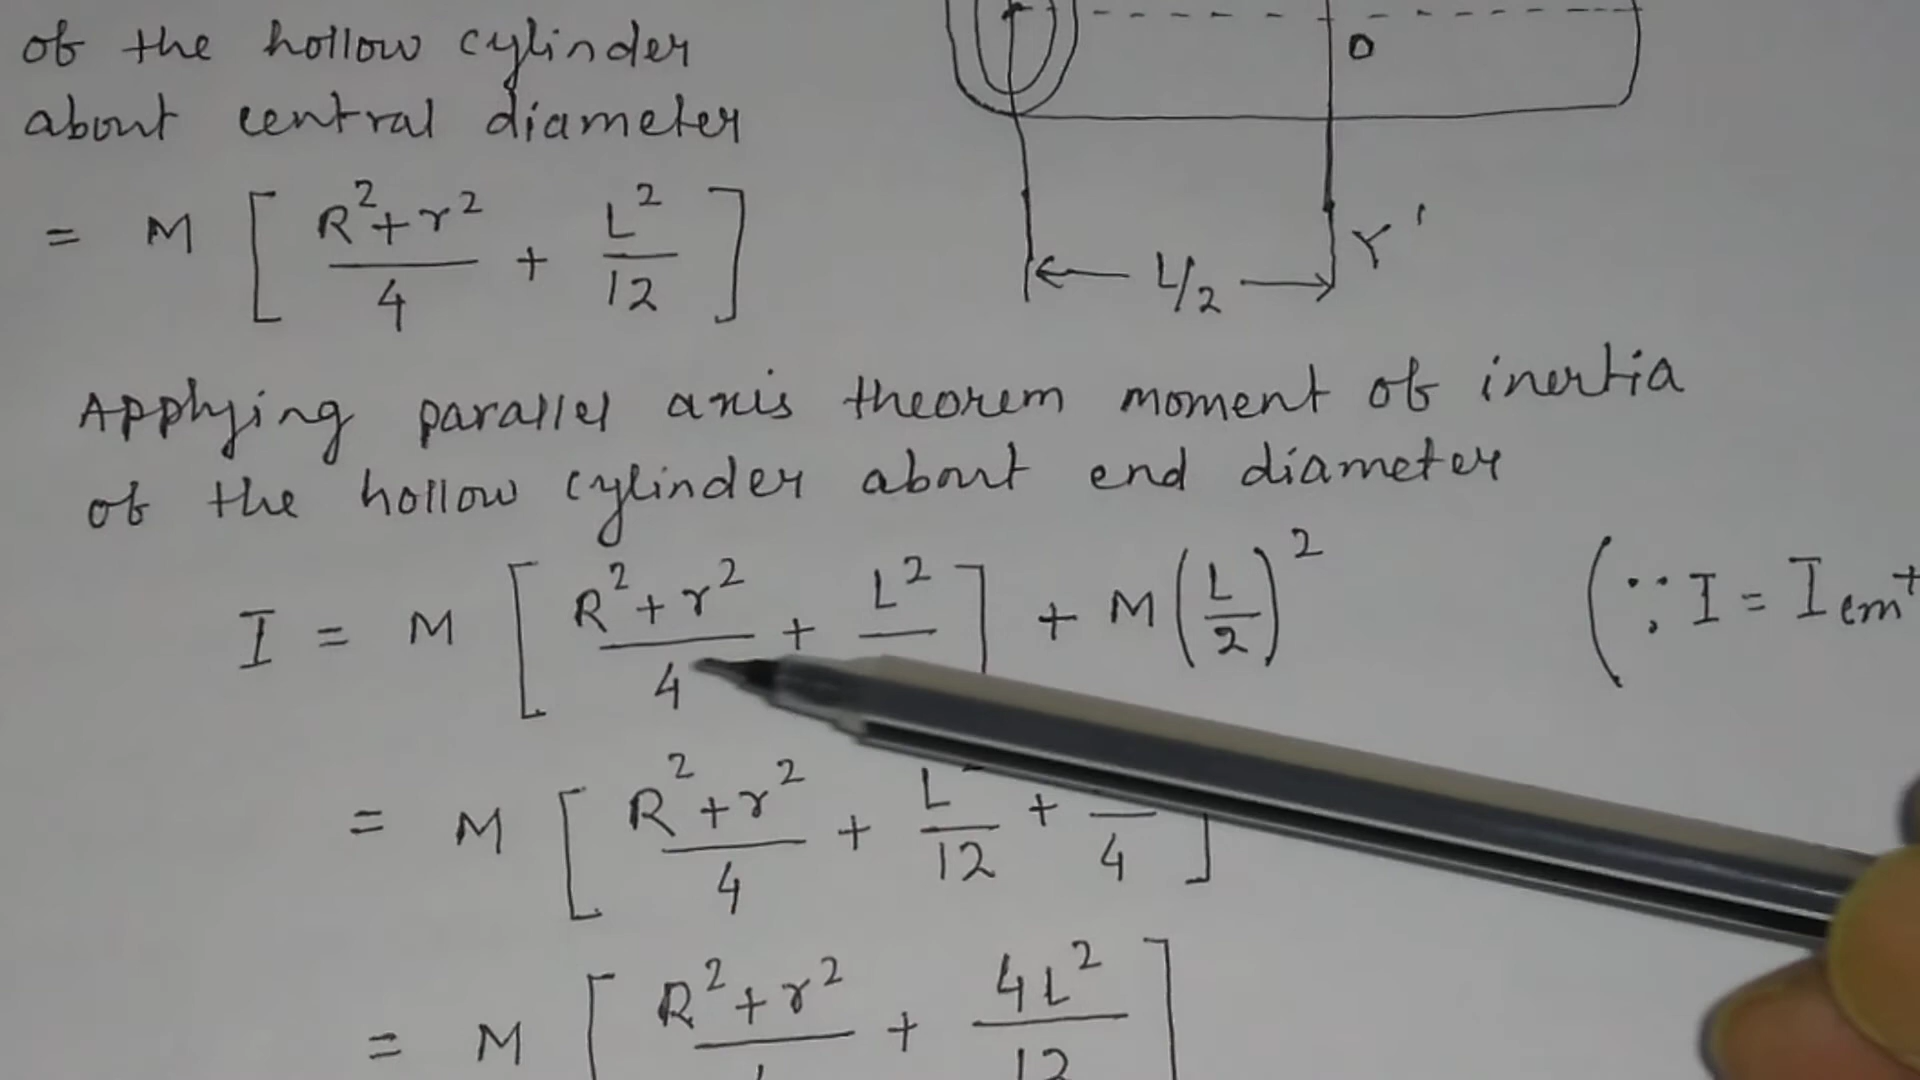 of the hollow cylinder
about central diameter
= M [ (R²+r²)/4 + L²/12 ]
O
L/2
Y'
Applying parallel axis theorem moment of inertia
of the hollow cylinder about end diameter
I = M [ (R²+r²)/4 + L² ] + M(L/2)² (∵ I = Icm +
= M [ (R²+r²)/4 + L/12 + /4 ]
= M [ (R²+r²) + 4L²/12 ]